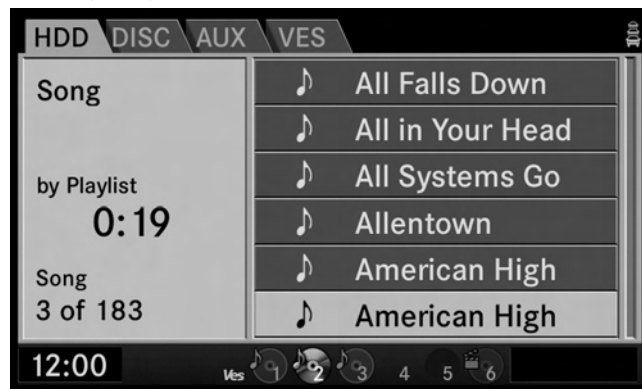 HDD DISC AUX VES
Song
by Playlist
0:19
Song
3 of 183
All Falls Down
All in Your Head
All Systems Go
Allentown
American High
American High
12:00
Ves 1 2 3 4 5 6